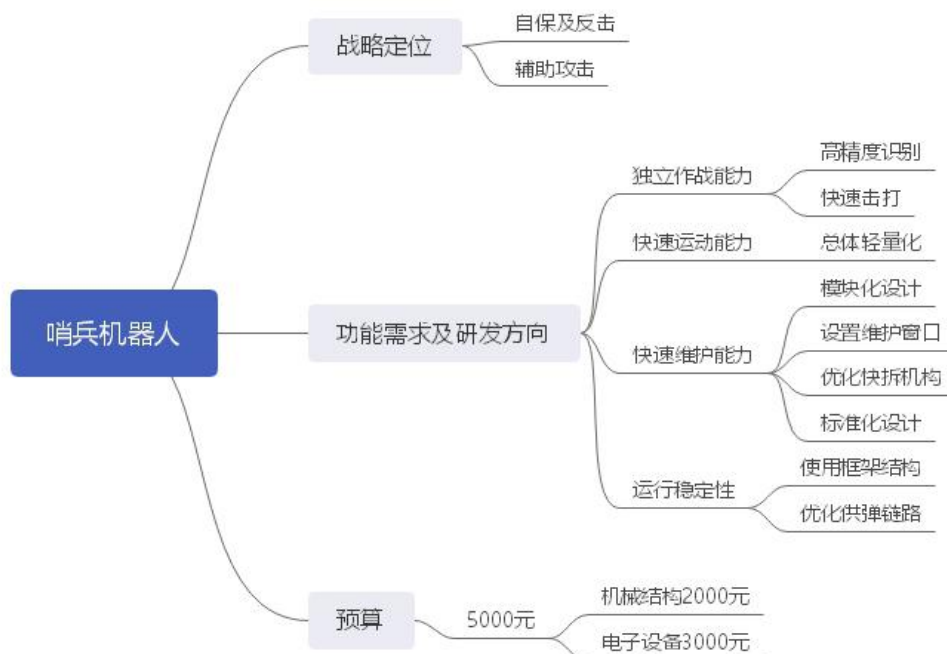 哨兵机器人
战略定位
自保及反击
辅助攻击
功能需求及研发方向
独立作战能力
高精度识别
快速击打
快速运动能力
总体轻量化
快速维护能力
模块化设计
设置维护窗口
优化快拆机构
标准化设计
运行稳定性
使用框架结构
优化供弹链路
预算
5000元
机械结构2000元
电子设备3000元